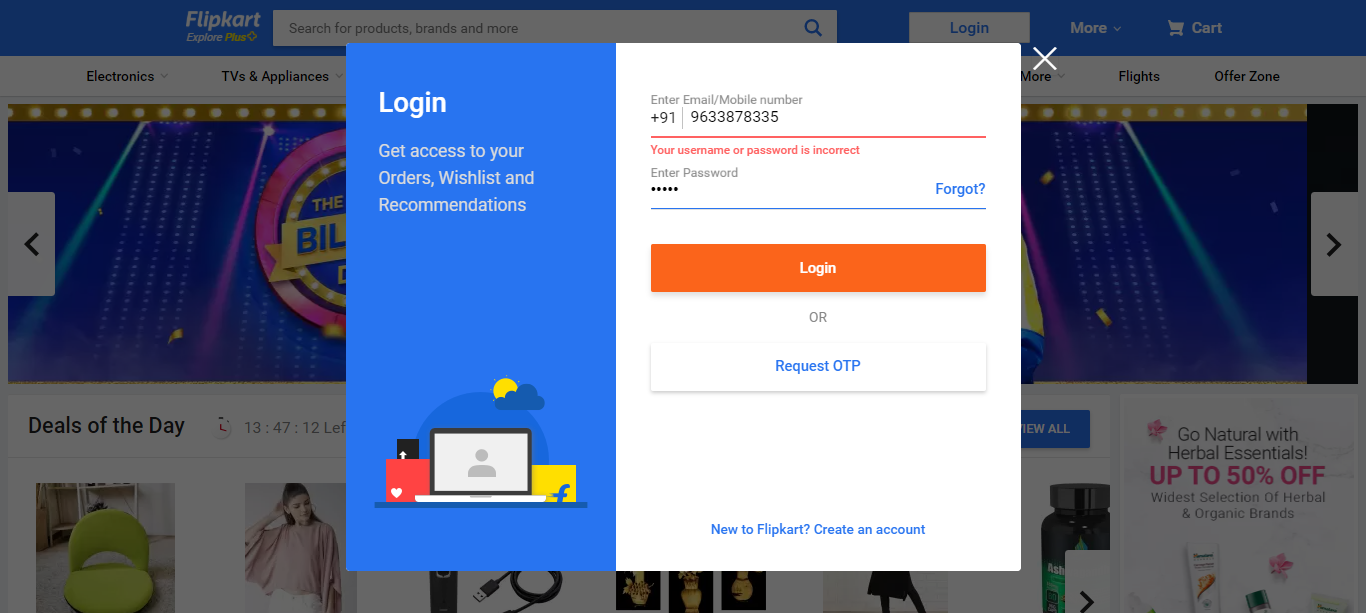 Flipkart
Explore Plus
Search for products, brands and more
Login
More
Cart
Electronics
TVs & Appliances
More
Flights
Offer Zone
Login
Get access to your
Orders, Wishlist and
Recommendations
Enter Email/Mobile number
+91 9633878335
Your username or password is incorrect
Enter Password
Forgot?
Login
OR
Request OTP
New to Flipkart? Create an account
THE
BIL
D
Deals of the Day
13 : 47 : 12 Lef
VIEW ALL
Go Natural with
Herbal Essentials!
UP TO 50% OFF
Widest Selection Of Herbal
& Organic Brands